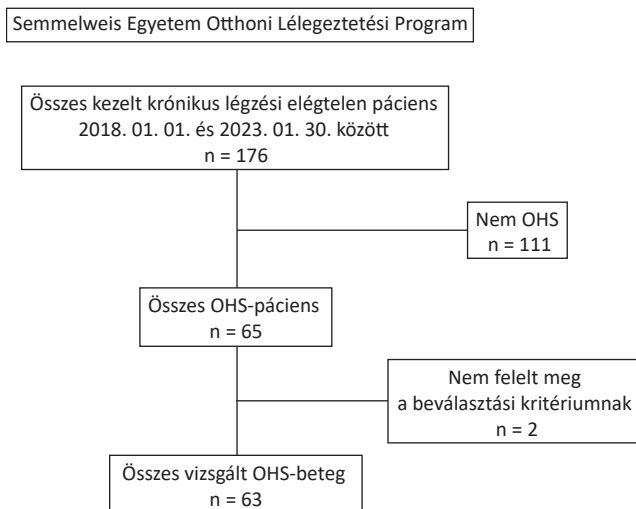 Semmelweis Egyetem Otthoni Lélegeztetési Program
Összes kezelt krónikus légzési elégtelen páciens
2018. 01. 01. és 2023. 01. 30. között
n = 176
Nem OHS
n = 111
Összes OHS-páciens
n = 65
Nem felelt meg
a beválasztási kritériumnak
n = 2
Összes vizsgált OHS-beteg
n = 63